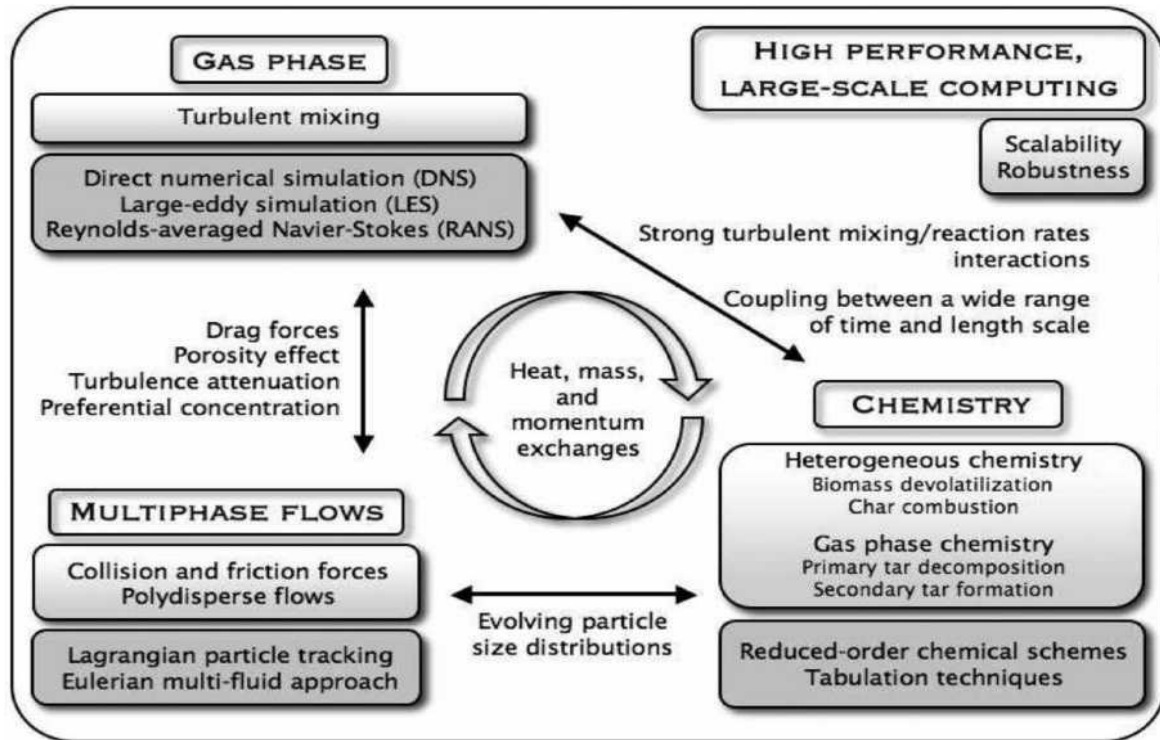 GAS PHASE
Turbulent mixing
Direct numerical simulation (DNS)
Large-eddy simulation (LES)
Reynolds-averaged Navier-Stokes (RANS)
HIGH PERFORMANCE,
LARGE-SCALE COMPUTING
Scalability
Robustness
Strong turbulent mixing/reaction rates
interactions
Coupling between a wide range
of time and length scale
Drag forces
Porosity effect
Turbulence attenuation
Preferential concentration
Heat, mass,
and
momentum
exchanges
CHEMISTRY
Heterogeneous chemistry
Biomass devolatilization
Char combustion
Gas phase chemistry
Primary tar decomposition
Secondary tar formation
Reduced-order chemical schemes
Tabulation techniques
MULTIPHASE FLOWS
Collision and friction forces
Polydisperse flows
Lagrangian particle tracking
Eulerian multi-fluid approach
Evolving particle
size distributions